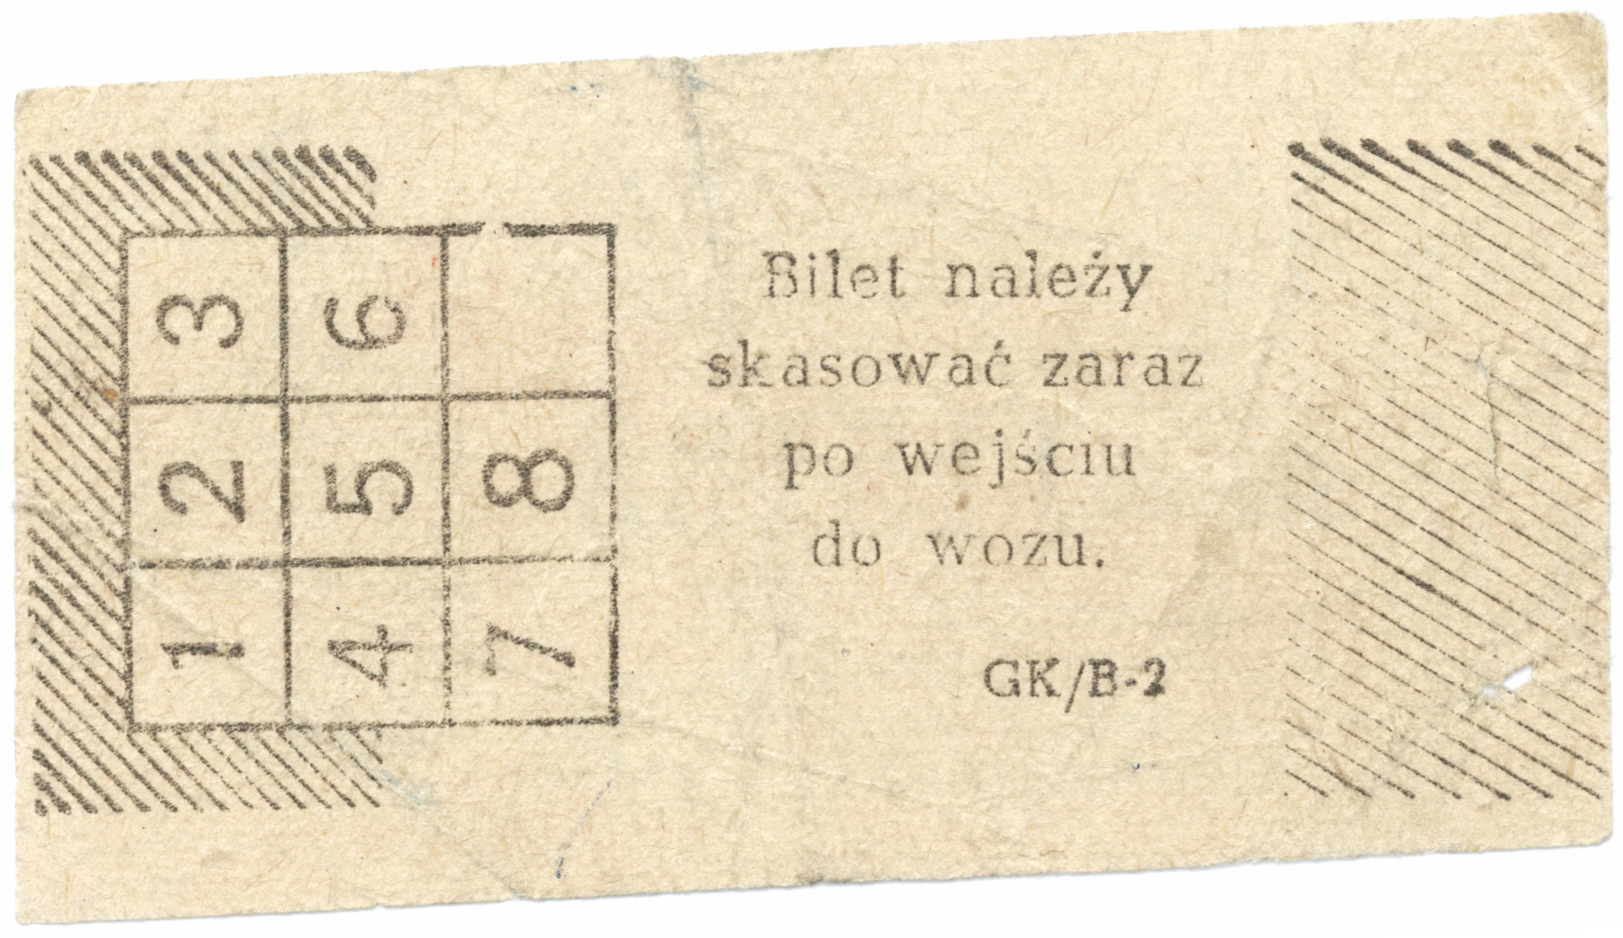 3 6
2 5 8
1 4 7
Bilet należy
skasować zaraz
po wejściu
do wozu.
GK/B-2